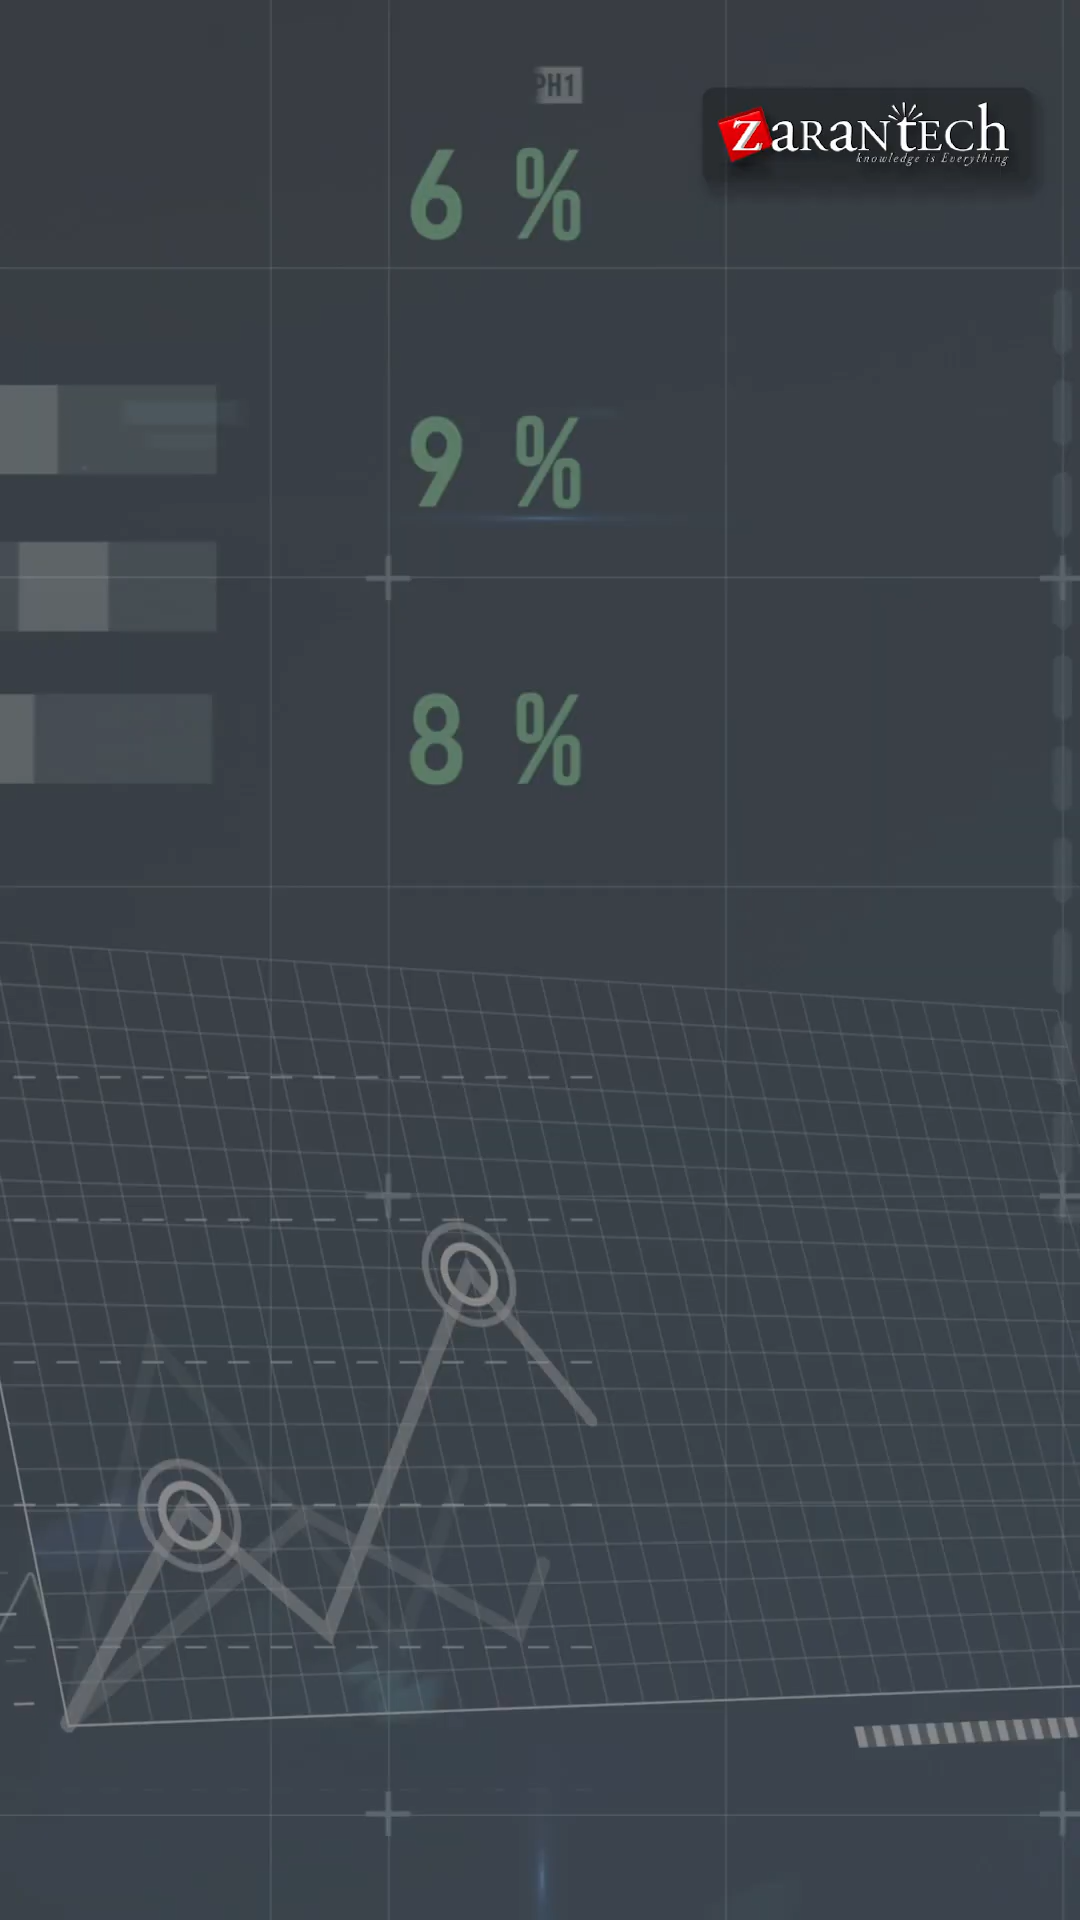 PH1
ZARANTECH
knowledge is Everything
6 %
9 %
8 %